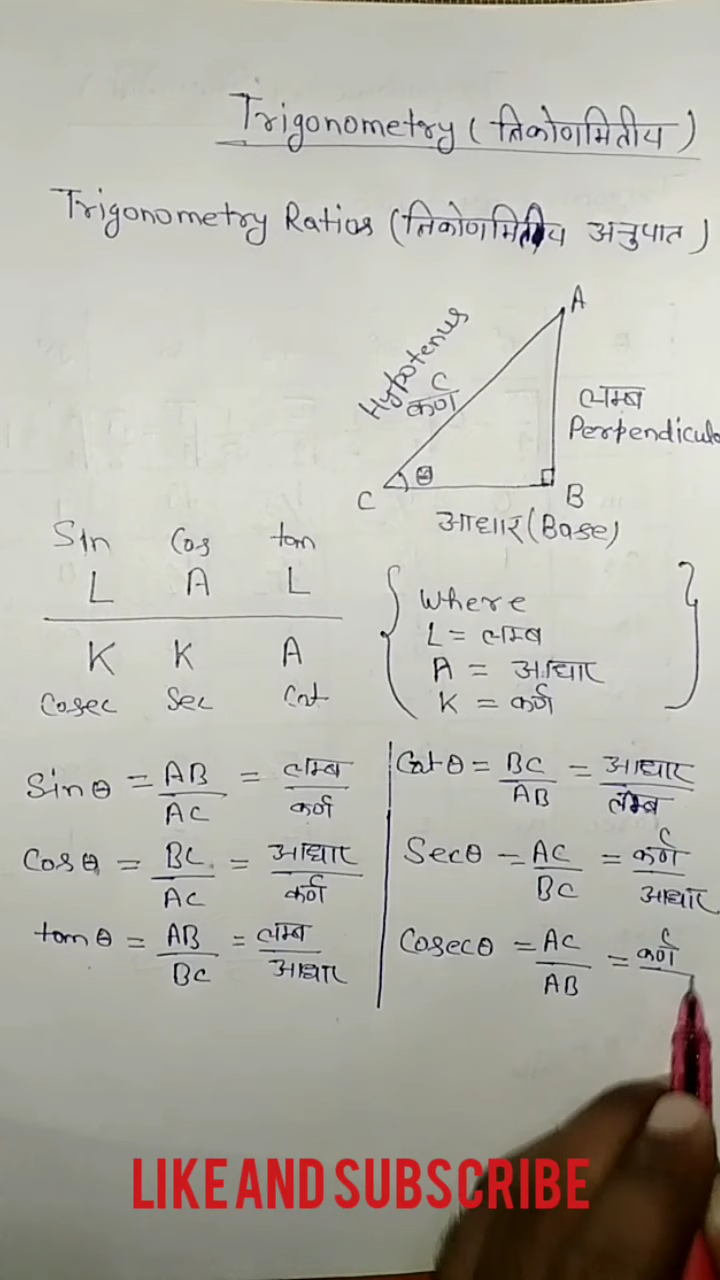 Trigonometry (त्रिकोणमितीय)
Trigonometry Ratios (त्रिकोणमितीय अनुपात)
A
Hypotenus
कर्ण
लम्ब
Perpendicula
θ
C
B
आधार (Base)
Sin Cos tan
L A L
K K A
Cosec Sec Cot
{ Where }
L = लम्ब
A = आधार
K = कर्ण
Sinθ = AB/AC = लम्ब/कर्ण
Cosθ = BC/AC = आधार/कर्ण
tanθ = AB/BC = लम्ब/आधार
Cotθ = BC/AB = आधार/लम्ब
Secθ = AC/BC = कर्ण/आधार
Cosecθ = AC/AB = कर्ण/
LIKE AND SUBSCRIBE